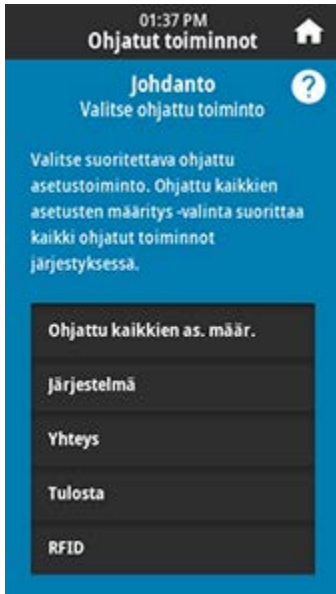 01:37 PM
Ohjatut toiminnot
Johdanto
?
Valitse ohjattu toiminto
Valitse suoritettava ohjattu
asetustoiminto. Ohjattu kaikkien
asetusten määritys -valinta suorittaa
kaikki ohjatut toiminnot
järjestyksessä.
Ohjattu kaikkien as. määr.
Järjestelmä
Yhteys
Tulosta
RFID